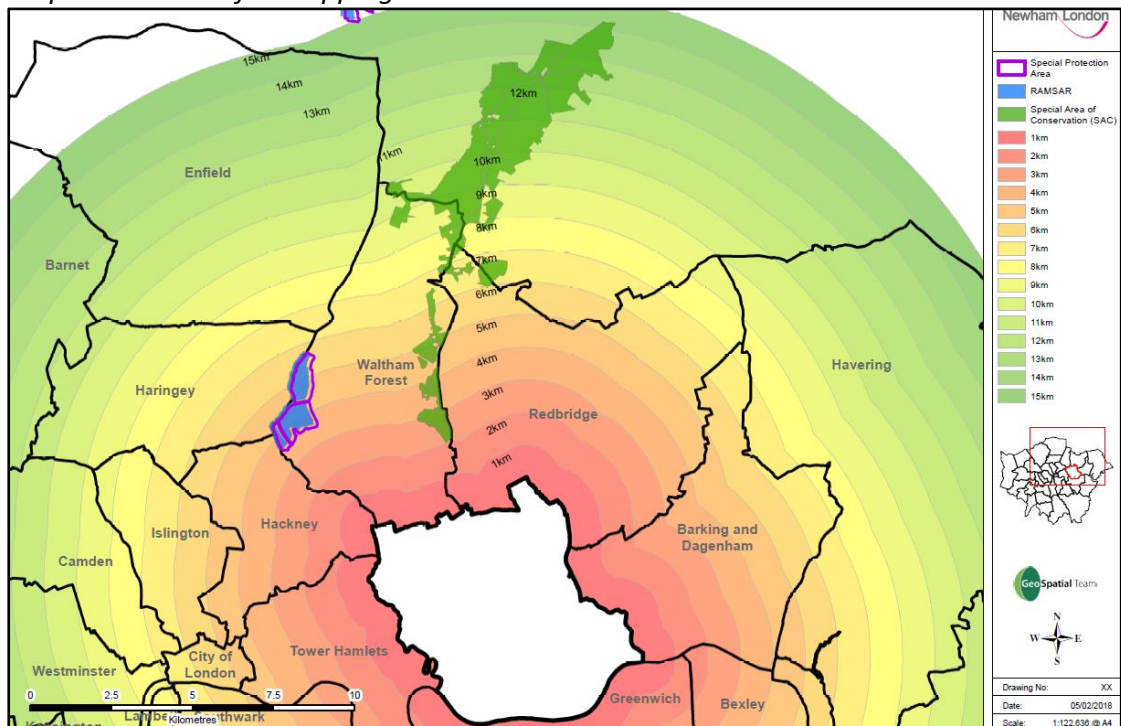 Newham London
Special Protection
Area
RAMSAR
Special Area of
Conservation (SAC)
1km
2km
3km
4km
5km
6km
7km
8km
9km
10km
11km
12km
13km
14km
15km
15km
14km
13km
12km
11km
10km
9km
8km
7km
6km
5km
4km
3km
2km
1km
Enfield
Barnet
Haringey
Waltham
Forest
Redbridge
Havering
Hackney
Islington
Camden
Barking and
Dagenham
Westminster
City of
London
Tower Hamlets
Greenwich
Bexley
0 2.5 5 7.5 10
Kilometres
GeoSpatial Team
N
W E
S
Drawing No: XX
Date: 05/02/2018
Scale: 1:122,636 @ A4